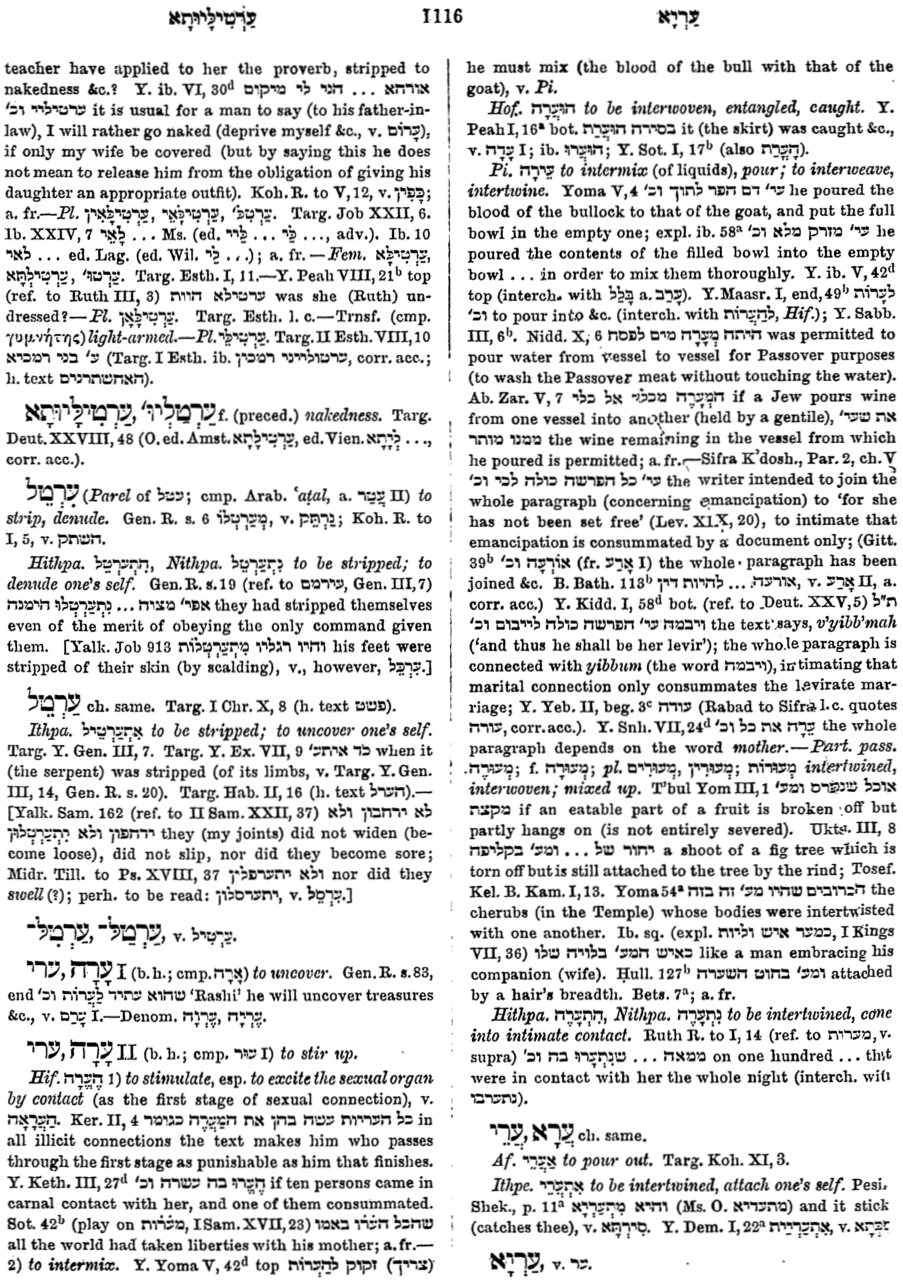 עַרְטִילָּיוּתָא 1116 עַרְיָא
teacher have applied to her the proverb, stripped to
nakedness &c.? Y. ib. VI, 30d אורחא ... הני לי מיקום
ערטיליי וכ' it is usual for a man to say (to his father-in-
law), I will rather go naked (deprive myself &c., v. עָרוֹם),
if only my wife be covered (but by saying this he does
not mean to release him from the obligation of giving his
daughter an appropriate outfit). Koh. R. to V, 12, v. כְּפִין;
a. fr.—Pl. עַרְטִלָּ', עַרְטִילָּאֵי, עַרְטִילָּאִין. Targ. Job XXII, 6.
Ib. XXIV, 7 לָאֵי ... Ms. (ed. לֵּי ... לַּיי ..., adv.). Ib. 10
לאי ... ed. Lag. (ed. Wil. לֵי ...); a. fr.—Fem. עַרְטִילָא,
עַרְטוּ', עַרְטִילָּתָא. Targ. Esth. I, 11.—Y. Peah VIII, 21b top
(ref. to Ruth III, 3) ערטילא הוות was she (Ruth) un-
dressed?—Pl. עַרְטִילָּאָן. Targ. Esth. l. c.—Trnsf. (cmp.
γυμνήτης) light-armed.—Pl. עַרְטִילֵּי. Targ. II Esth. VIII, 10
ע' בני רמכיא (Targ. I Esth. ib. ערטולייני רמכין, corr. acc.;
h. text האחשתרנים).
עַרְטִילָּיוּתָא, עַרְטַלְיוּ' f. (preced.) nakedness. Targ.
Deut. XXVIII, 48 (O. ed. Amst. עַרְטִילָּתָא, ed. Vien. לְיָתָא ...,
corr. acc.).
עִרְטֵל (Parel of עטל; cmp. Arab. 'aṭal, a. עֲטַר II) to
strip, denude. Gen. R. s. 6 מְעַרְטְלוֹ, v. נַרְתֵּק; Koh. R. to
I, 5, v. השתק.
Hithpa. הִתְעַרְטֵל, Nithpa. נִתְעַרְטֵל to be stripped; to
denude one's self. Gen. R. s. 19 (ref. to עירמם, Gen. III, 7)
אפי' מציה ... נִתְעַרְטְלוּ הימנה they had stripped themselves
even of the merit of obeying the only command given
them. [Yalk. Job 913 והיו רגליו מִתְעַרְטְלוֹת his feet were
stripped of their skin (by scalding), v., however, עִרְכֵּל.]
עַרְטֵל ch. same. Targ. I Chr. X, 8 (h. text פשט).
Ithpa. אִתְעַרְטֵיל to be stripped; to uncover one's self.
Targ. Y. Gen. III, 7. Targ. Y. Ex. VII, 9 כד איתע' when it
(the serpent) was stripped (of its limbs, v. Targ. Y. Gen.
III, 14, Gen. R. s. 20). Targ. Hab. II, 16 (h. text הערל).—
[Yalk. Sam. 162 (ref. to II Sam. XXII, 37) לא ירחבון ולא
ירהפון ולא יִתְעַרְטְלוּן they (my joints) did not widen (be-
come loose), did not slip, nor did they become sore;
Midr. Till. to Ps. XVIII, 37 ולא יתערפלין nor did they
swell (?); perh. to be read: יתערסלון, v. עַרְסֵל.]
עַרְטִל־, עַרְטַל־, v. עַרְטִיל.
עָרָה, ערי I (b. h.; cmp. אָרָה) to uncover. Gen. R. s. 83,
end שהוא עתיד לַעֲרוֹת וכ' 'Rashi' he will uncover treasures
&c., v. עָרַם I.—Denom. עֶרְוָה, עֶרְיָה.
עָרָה, ערי II (b. h.; cmp. עור I) to stir up.
Hif. הֶעֱרָה 1) to stimulate, esp. to excite the sexual organ
by contact (as the first stage of sexual connection), v.
הַעֲרָאָה. Ker. II, 4 כל העריות עשה בהן את הַמְּעָרֶה כגומר in
all illicit connections the text makes him who passes
through the first stage as punishable as him that finishes.
Y. Keth. III, 27d הֶעֱרוּ בה עשרה וכ' if ten persons came in
carnal contact with her, and one of them consummated.
Sot. 42b (play on מערות, I Sam. XVII, 23) שהכל הערו באמו
all the world had taken liberties with his mother; a. fr.—
2) to intermix. Y. Yoma V, 42d top (צריך) זקוק לְהַעֲרוֹת
he must mix (the blood of the bull with that of the
goat), v. Pi.
Hof. הוּעֲרָה to be interwoven, entangled, caught. Y.
Peah I, 16a bot. בסירה הוּעֲרַת it (the skirt) was caught &c.,
v. עֲדָה I; ib. הוּעֲרוּ; Y. Sot. I, 17b (also הָעֲרַת).
Pi. עֵירָה to intermix (of liquids), pour; to interweave,
intertwine. Yoma V, 4 עי' דם הפר לתוך וכ' he poured the
blood of the bullock to that of the goat, and put the full
bowl in the empty one; expl. ib. 58a עי' מזרק מלא וכ' he
poured the contents of the filled bowl into the empty
bowl ... in order to mix them thoroughly. Y. ib. V, 42d
top (interch. with בָּלַל a. עֵרַב). Y. Maasr. I, end, 49b לְעָרוֹת
וכ' to pour into &c. (interch. with לְהַעֲרוֹת, Hif.); Y. Sabb.
III, 6b. Nidd. X, 6 היתה מְעָרָה מים לפסח was permitted to
pour water from vessel to vessel for Passover purposes
(to wash the Passover meat without touching the water).
Ab. Zar. V, 7 הַמְעָרֶה מכלי אל כלי if a Jew pours wine
from one vessel into another (held by a gentile), את שעי'
ממנו מותר the wine remaining in the vessel from which
he poured is permitted; a. fr.—Sifra K'dosh., Par. 2, ch. V
עי' כל הפרשה כולה לכי וכ' the writer intended to join the
whole paragraph (concerning emancipation) to 'for she
has not been set free' (Lev. XIX, 20), to intimate that
emancipation is consummated by a document only; (Gitt.
39b אוֹרְעָה וכ' (fr. אֲרַע I) the whole paragraph has been
joined &c. B. Bath. 113b אורעה ... להיות דין, v. אֲרַע II, a.
corr. acc.) Y. Kidd. I, 58d bot. (ref. to Deut. XXV, 5) ת"ל
ויבמה עי' הפרשה כולה לייבום וכ' the text says, v'yibb'mah
('and thus he shall be her levir'); the whole paragraph is
connected with yibbum (the word ויבמה), intimating that
marital connection only consummates the levirate mar-
riage; Y. Yeb. II, beg. 3c עורה (Rabad to Sifra l. c. quotes
הורע, corr. acc.). Y. Snh. VII, 24d עֵרָה את כל וכ' the whole
paragraph depends on the word mother.—Part. pass.
מְעוּרֶה; f. מְעוּרָה; pl. מְעוּרִים, מְעוּרִין; מְעוּרוֹת intertwined,
interwoven; mixed up. T'bul Yom III, 1 אוכל שנפרס ומע'
מקצת if an eatable part of a fruit is broken off but
partly hangs on (is not entirely severed). Ukts. III, 8
יחור של ... ומע' בקליפה a shoot of a fig tree which is
torn off but is still attached to the tree by the rind; Tosef.
Kel. B. Kam. I, 13. Yoma 54a הכרובים שהיו מע' זה בזה the
cherubs (in the Temple) whose bodies were intertwisted
with one another. Ib. sq. (expl. כמער איש וליות, I Kings
VII, 36) כאיש המע' בלויה שלו like a man embracing his
companion (wife). Ḥull. 127b ומע' בחוט השערה attached
by a hair's breadth. Bets. 7a; a. fr.
Hithpa. הִתְעָרֶה, Nithpa. נִתְעָרֶה to be intertwined, come
into intimate contact. Ruth R. to I, 14 (ref. to מערות, v.
supra) ממאה ... שנִתְעָרוּ בה וכ' on one hundred ... that
were in contact with her the whole night (interch. with
נתערבו).
עֲרָא, עֲרֵי ch. same.
Af. אַעֲרֵי to pour out. Targ. Koh. XI, 3.
Ithpe. אִתְעֲרֵי to be intertwined, attach one's self. Pesik.
Shek., p. 11a והיא מִתְעַרְיָא (Ms. O. מתעדיא) and it stick
(catches thee), v. סִירְתָא. Y. Dem. I, 22a אִתְעַרְיַית, v.
עַרְיָא, v. ער.